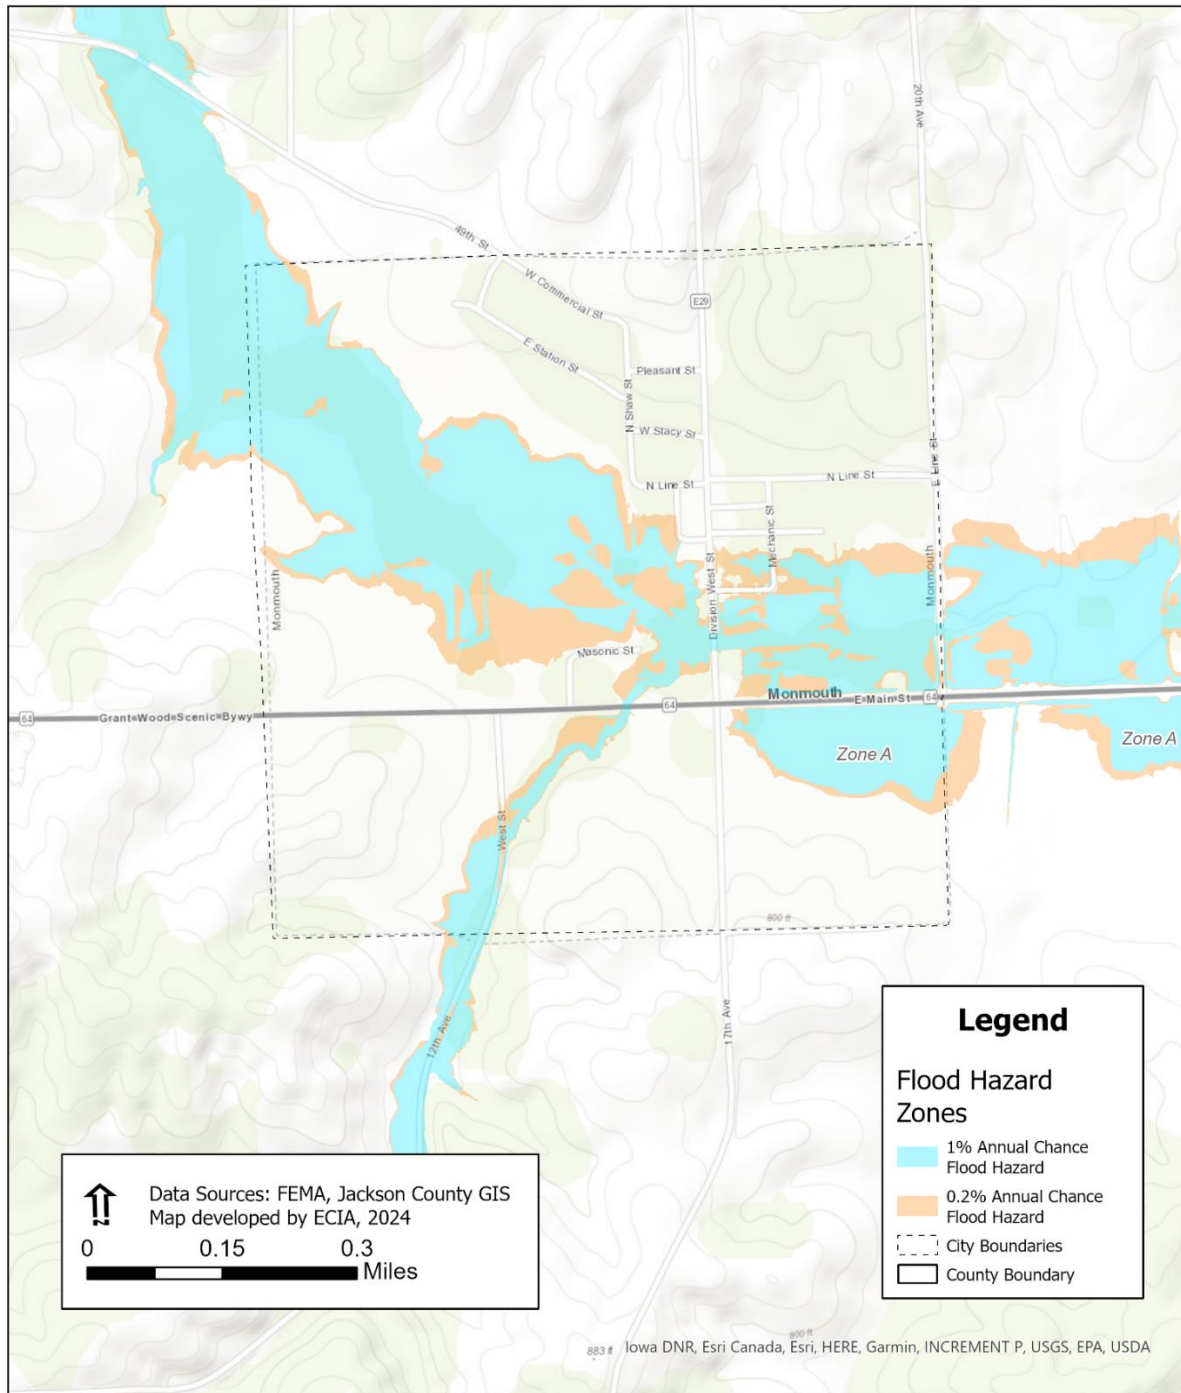 20th Ave
49th St
W Commercial St
E29
E Station St
Pleasant St
N Shaw St
W Stacy St
N Line St
N Line St
E Line St
Mechanic St
Monmouth
Monmouth
Division West St
Masonic St
Monmouth
E Main St
64
64
64
Grant Wood Scenic Bywy
Zone A
Zone A
West St
800 ft
17th Ave
12th Ave
Legend
Flood Hazard
Zones
1% Annual Chance
Flood Hazard
0.2% Annual Chance
Flood Hazard
City Boundaries
County Boundary
N
Data Sources: FEMA, Jackson County GIS
Map developed by ECIA, 2024
0 0.15 0.3
Miles
800 ft
883 ft
Iowa DNR, Esri Canada, Esri, HERE, Garmin, INCREMENT P, USGS, EPA, USDA